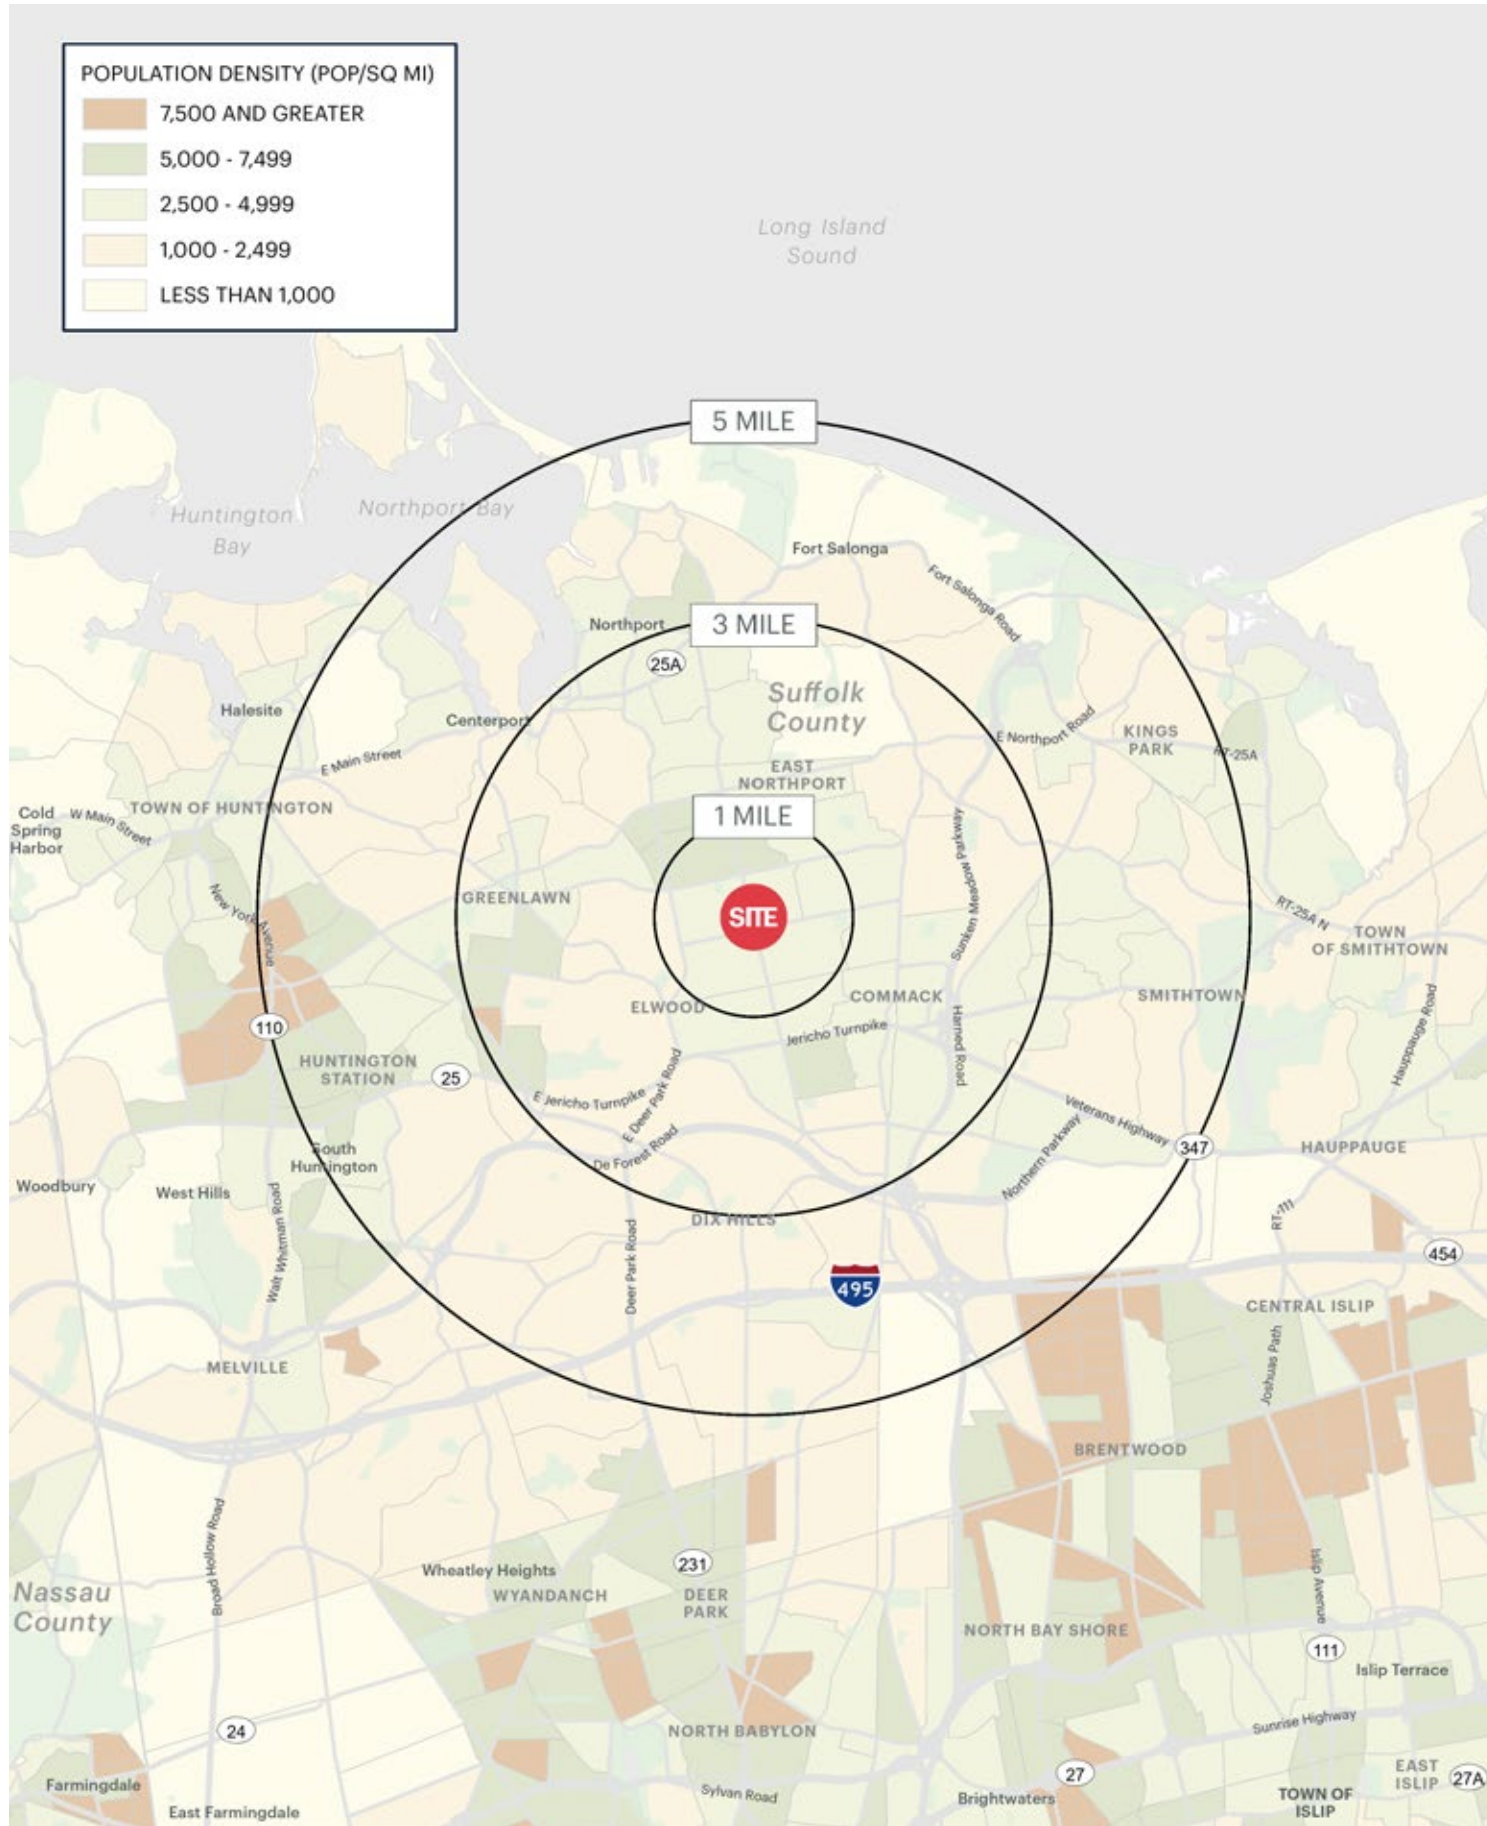 POPULATION DENSITY (POP/SQ MI)
7,500 AND GREATER
5,000 - 7,499
2,500 - 4,999
1,000 - 2,499
LESS THAN 1,000
Long Island
Sound
5 MILE
Huntington
Bay
Northport Bay
Fort Salonga
Fort Salonga Road
Northport
3 MILE
25A
Suffolk
County
Halesite
Centerport
E Main Street
E Northport Road
KINGS
PARK
RT-25A
EAST
NORTHPORT
TOWN OF HUNTINGTON
Cold
Spring
Harbor
W Main Street
1 MILE
Sunken Meadow Parkway
New York Avenue
GREENLAWN
SITE
RT-25A N
TOWN
OF SMITHTOWN
ELWOOD
COMMACK
SMITHTOWN
110
Jericho Turnpike
Harned Road
Hauppauge Road
HUNTINGTON
STATION
25
E Jericho Turnpike
E Deer Park Road
De Forest Road
Veterans Highway
Northern Parkway
347
HAUPPAUGE
South
Huntington
Woodbury
West Hills
Walt Whitman Road
DIX HILLS
Deer Park Road
RT-111
454
495
CENTRAL ISLIP
Joshuas Path
MELVILLE
BRENTWOOD
Broad Hollow Road
Wheatley Heights
WYANDANCH
231
DEER
PARK
Islip Avenue
Nassau
County
NORTH BAY SHORE
111
Islip Terrace
24
NORTH BABYLON
Sunrise Highway
Farmingdale
East Farmingdale
Sylvan Road
27
Brightwaters
EAST
ISLIP
27A
TOWN OF
ISLIP